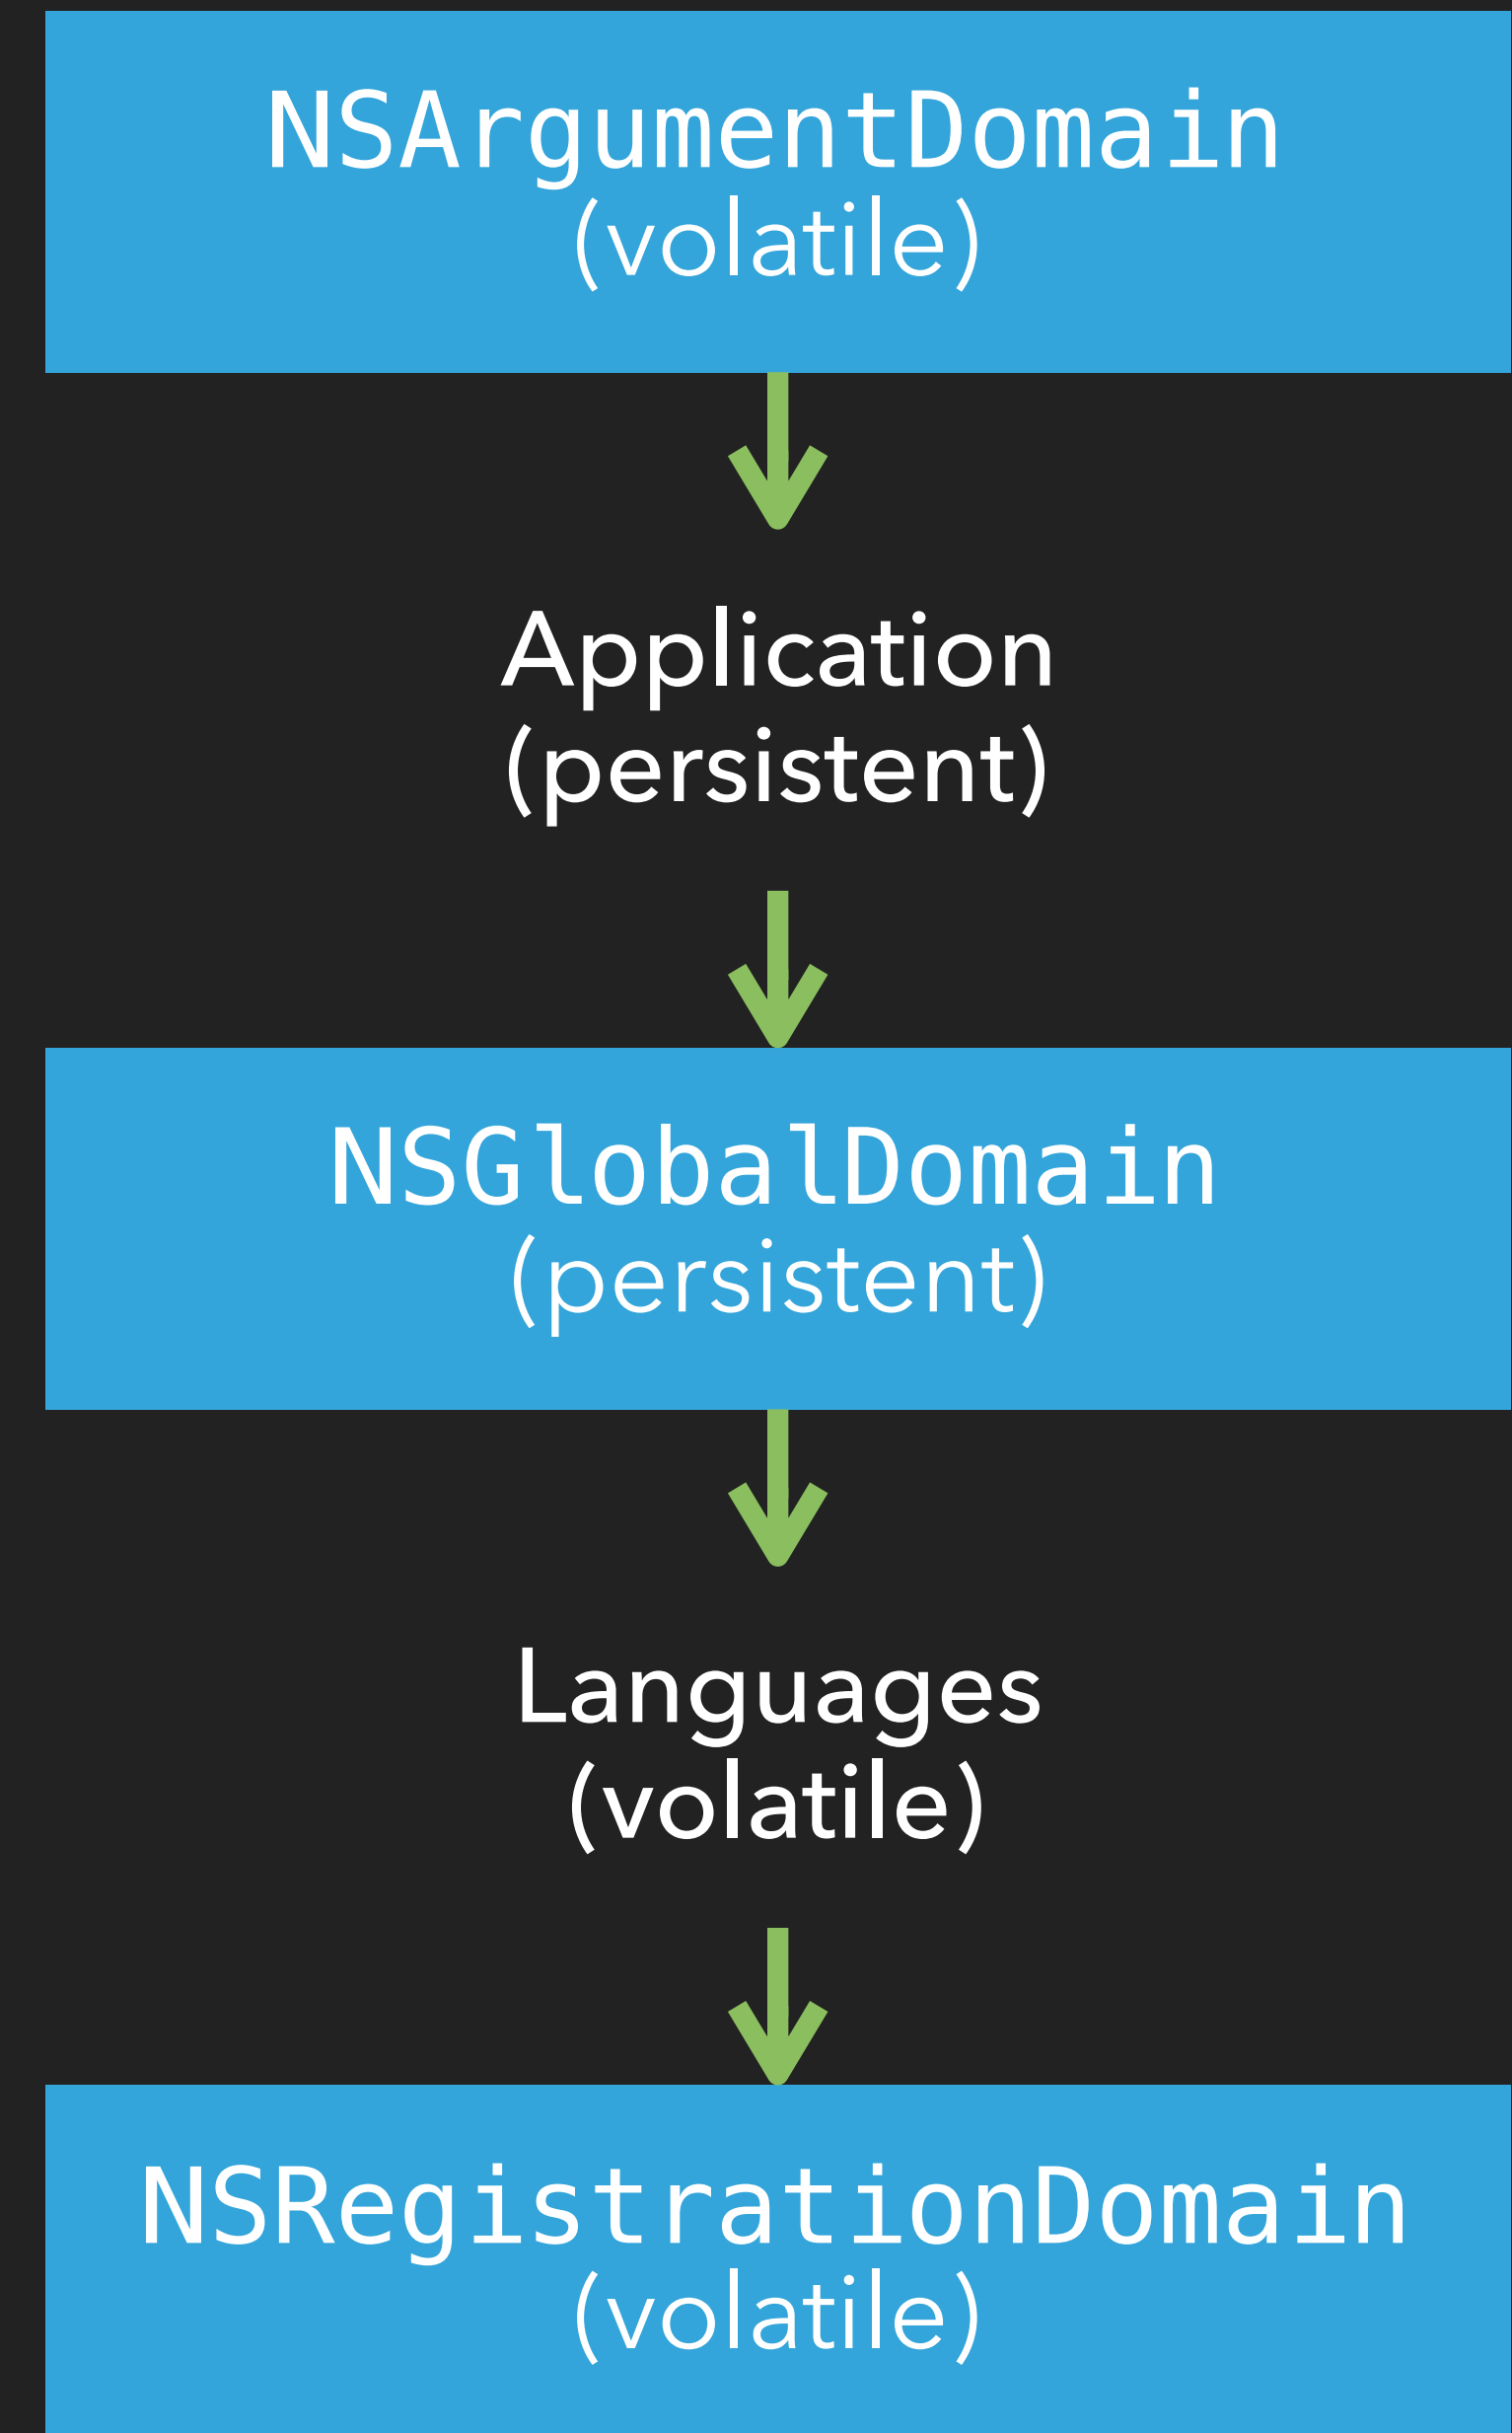 NSArgumentDomain
(volatile)
Application
(persistent)
NSGlobalDomain
(persistent)
Languages
(volatile)
NSRegistrationDomain
(volatile)